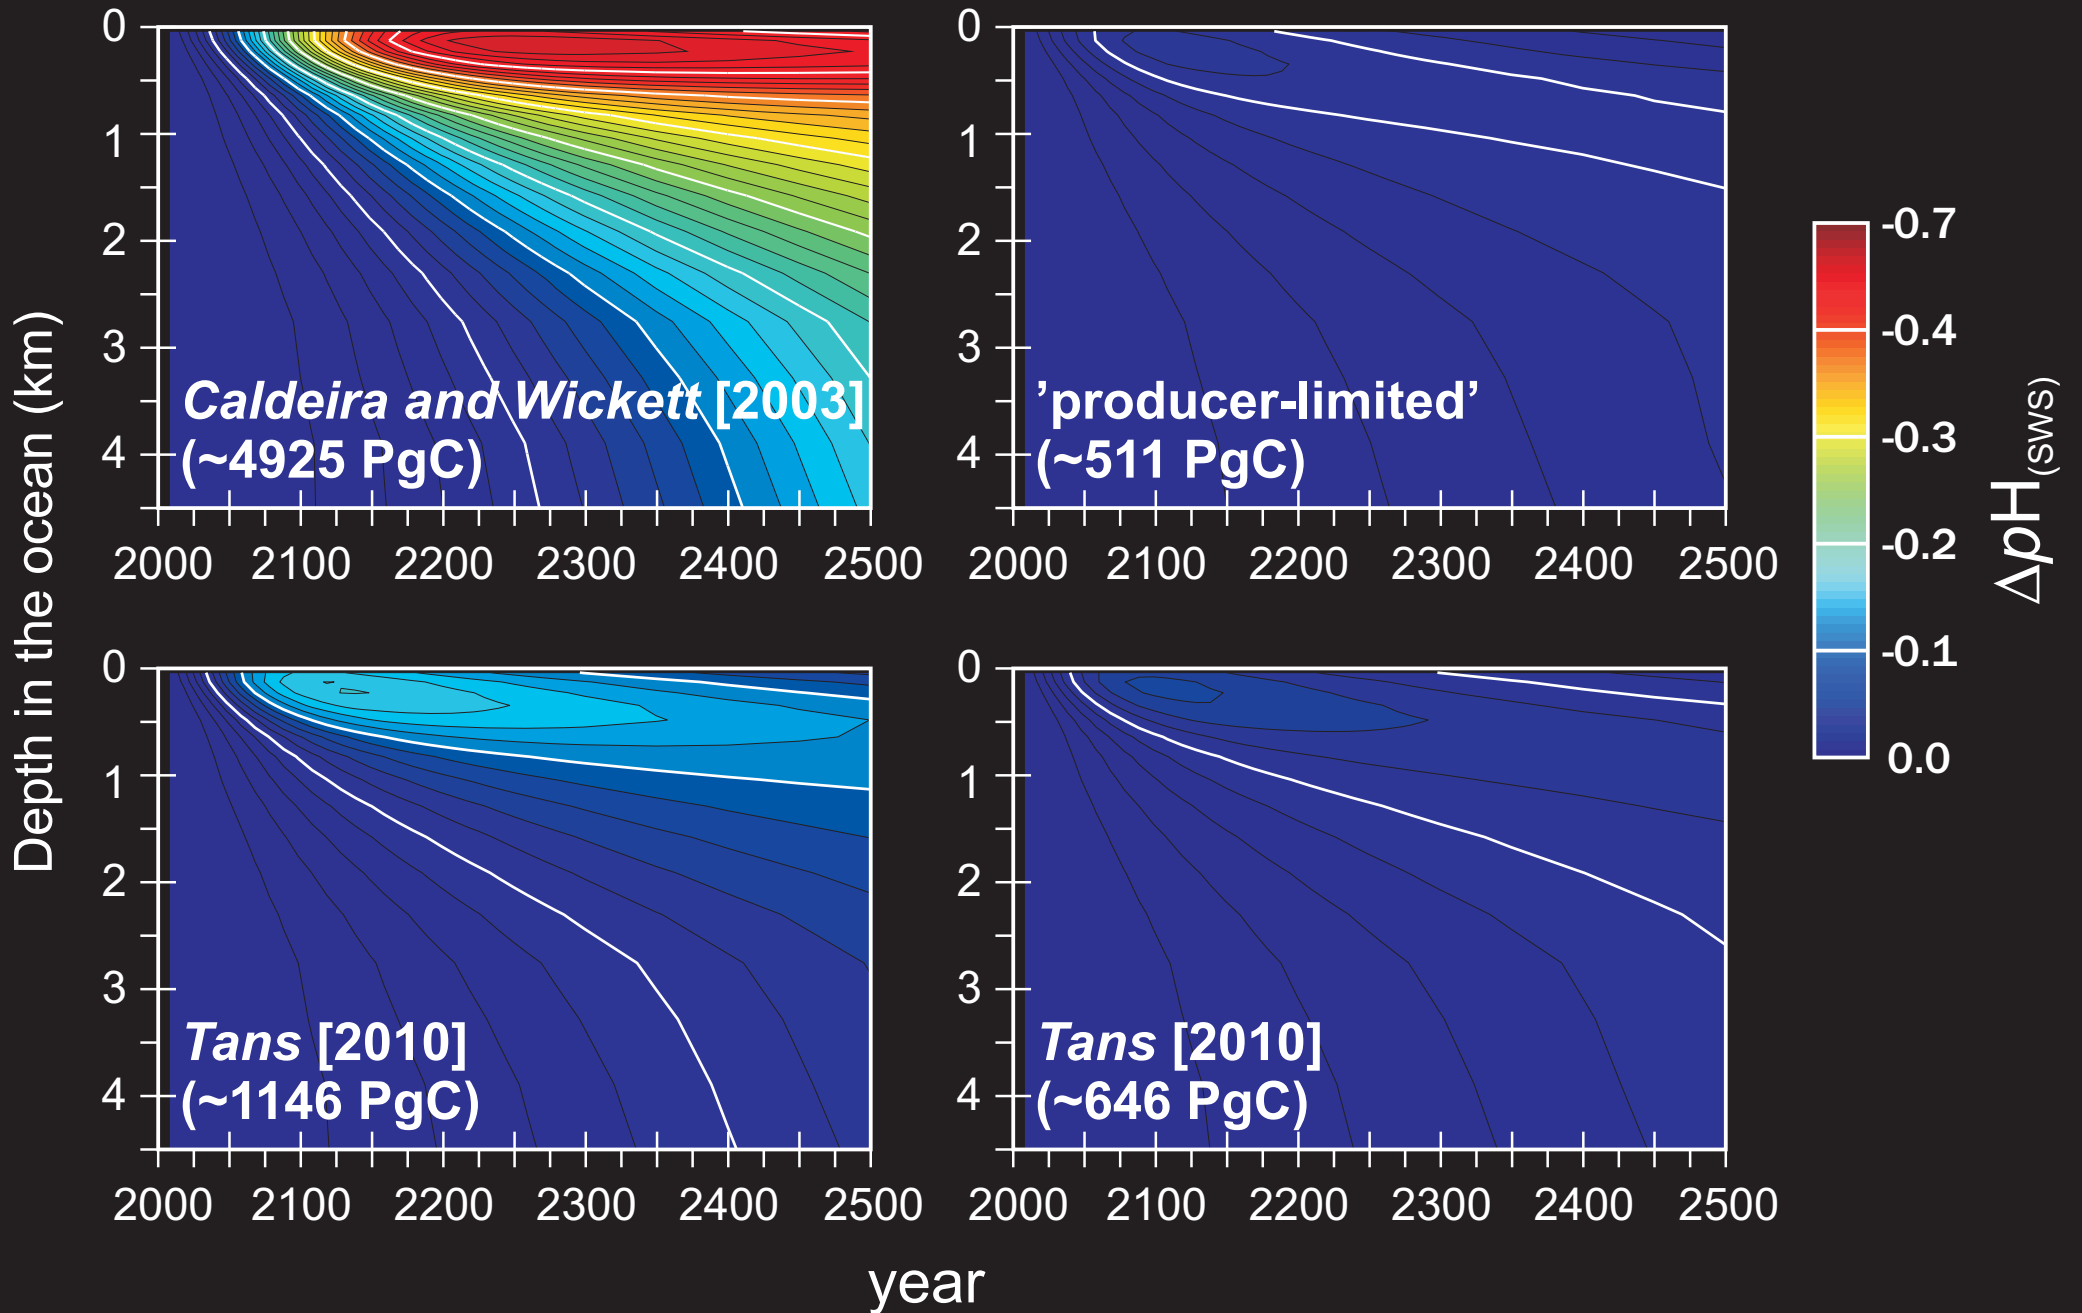 Depth in the ocean (km)
0
1
2
3
4
Caldeira and Wickett [2003]
(~4925 PgC)
2000 2100 2200 2300 2400 2500
0
1
2
3
4
’producer-limited’
(~511 PgC)
2000 2100 2200 2300 2400 2500
0
1
2
3
4
Tans [2010]
(~1146 PgC)
2000 2100 2200 2300 2400 2500
0
1
2
3
4
Tans [2010]
(~646 PgC)
2000 2100 2200 2300 2400 2500
year
-0.7
-0.4
-0.3
-0.2
-0.1
0.0
ΔpH(SWS)